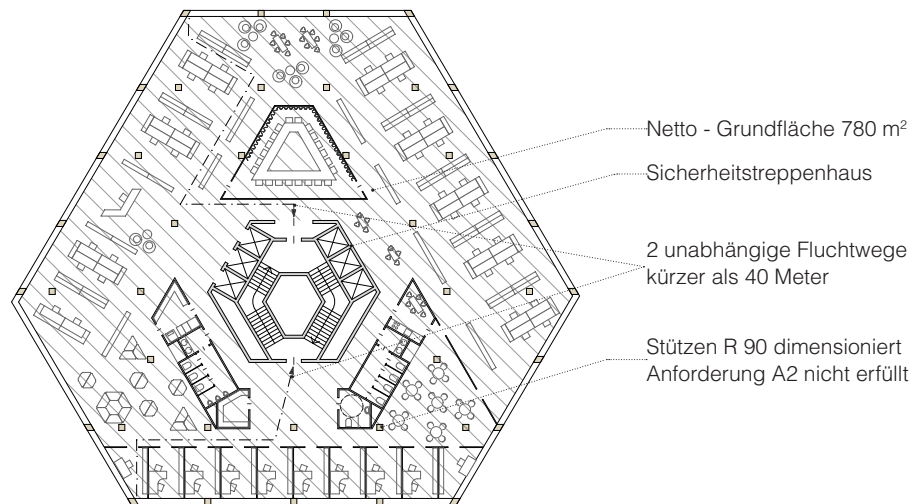 Netto - Grundfläche 780 m²
Sicherheitstreppenhaus
2 unabhängige Fluchtwege
kürzer als 40 Meter
Stützen R 90 dimensioniert
Anforderung A2 nicht erfüllt